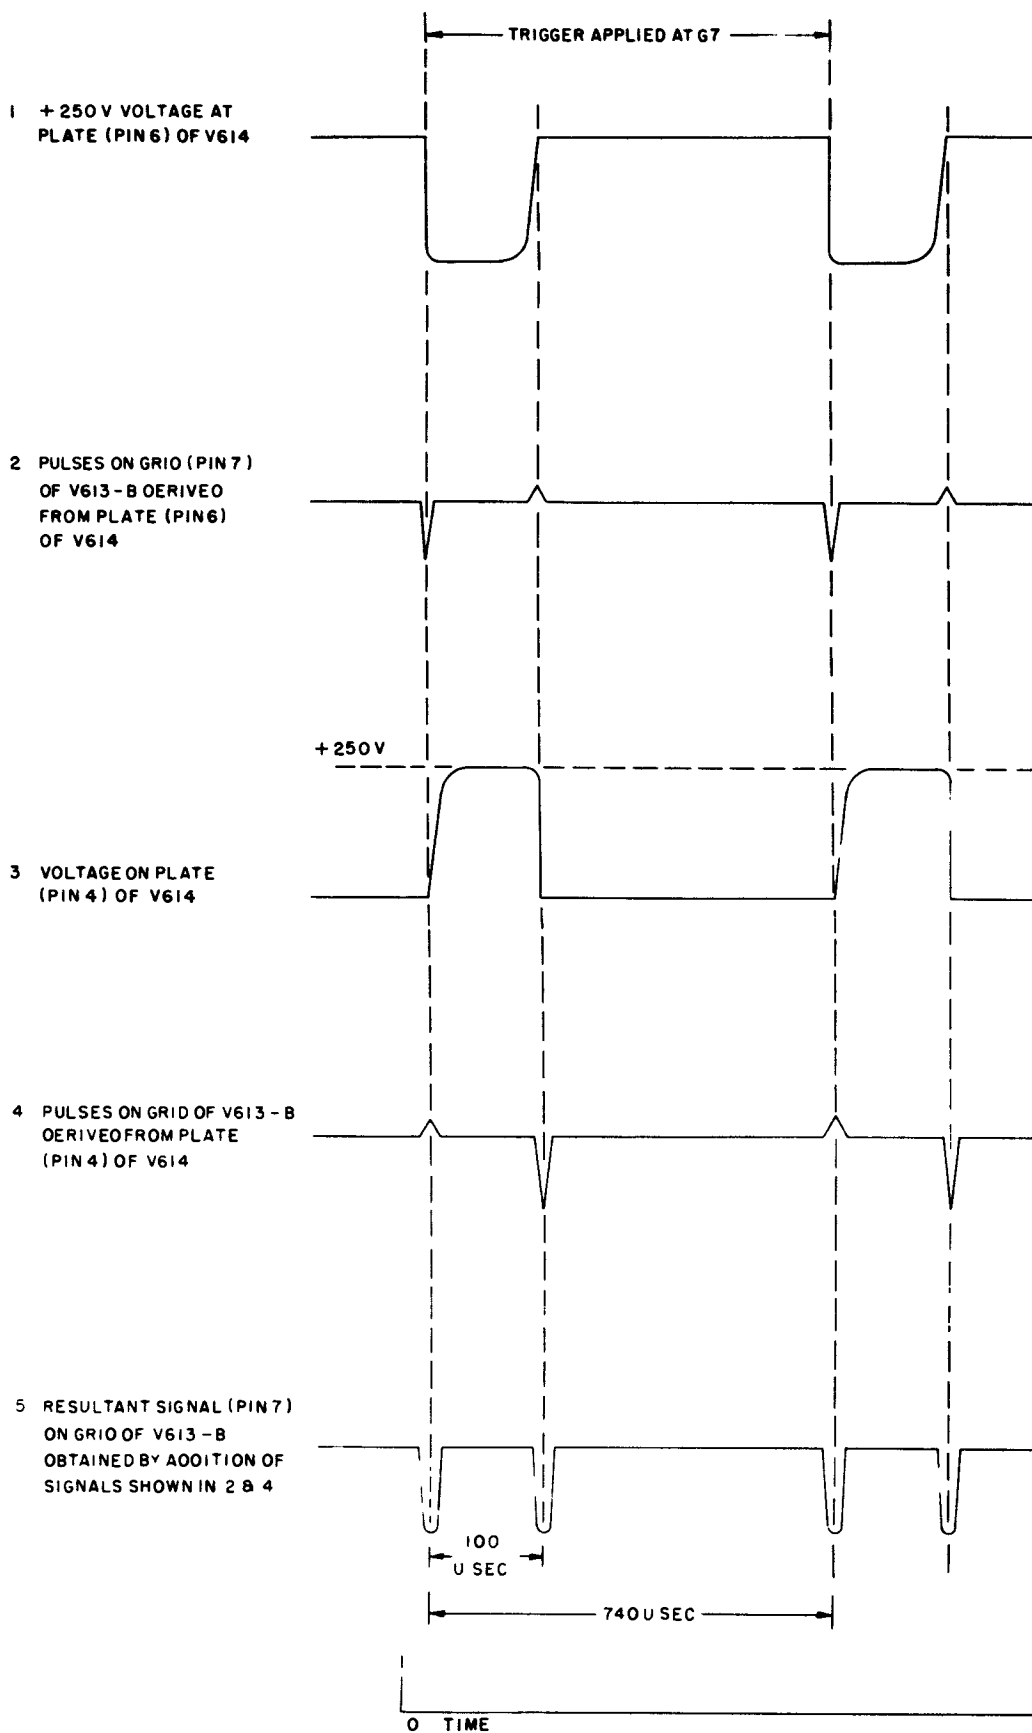 TRIGGER APPLIED AT G7
1 +250 V VOLTAGE AT
PLATE (PIN 6) OF V614
2 PULSES ON GRIO (PIN 7)
OF V613-B OERIVEO
FROM PLATE (PIN 6)
OF V614
+250 V
3 VOLTAGE ON PLATE
(PIN 4) OF V614
4 PULSES ON GRID OF V613-B
OERIVED FROM PLATE
(PIN 4) OF V614
5 RESULTANT SIGNAL (PIN 7)
ON GRIO OF V613-B
OBTAINED BY AOOITION OF
SIGNALS SHOWN IN 2 & 4
100
U SEC
740 U SEC
0 TIME